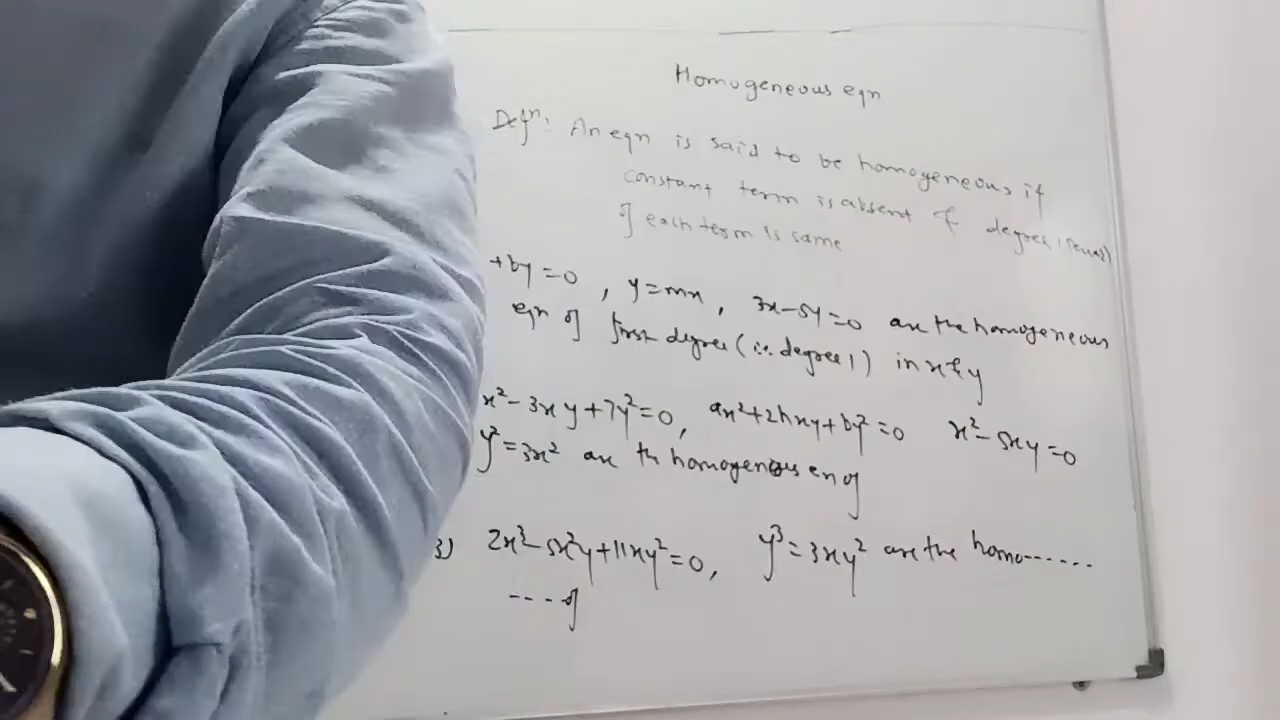 Homogeneous eqn
Defⁿ: An eqn is said to be homogeneous if
constant term is absent & degree (sum)
of each term is same
+by=0, y=mx, 3x-5y=0 are the homogeneous
eqn of first degree (i.e. degree 1) in x & y
x²-3xy+7y²=0, ax²+2hxy+by²=0 x²-5xy=0
y²=3x² are th homogeneous en of
3) 2x³-5x²y+11xy²=0, y³=3xy² are the homo------
----of